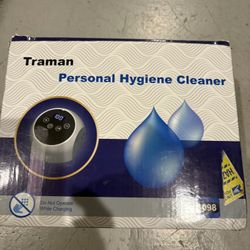 Traman
Personal Hygiene Cleaner
Do Not Operate
While Charging